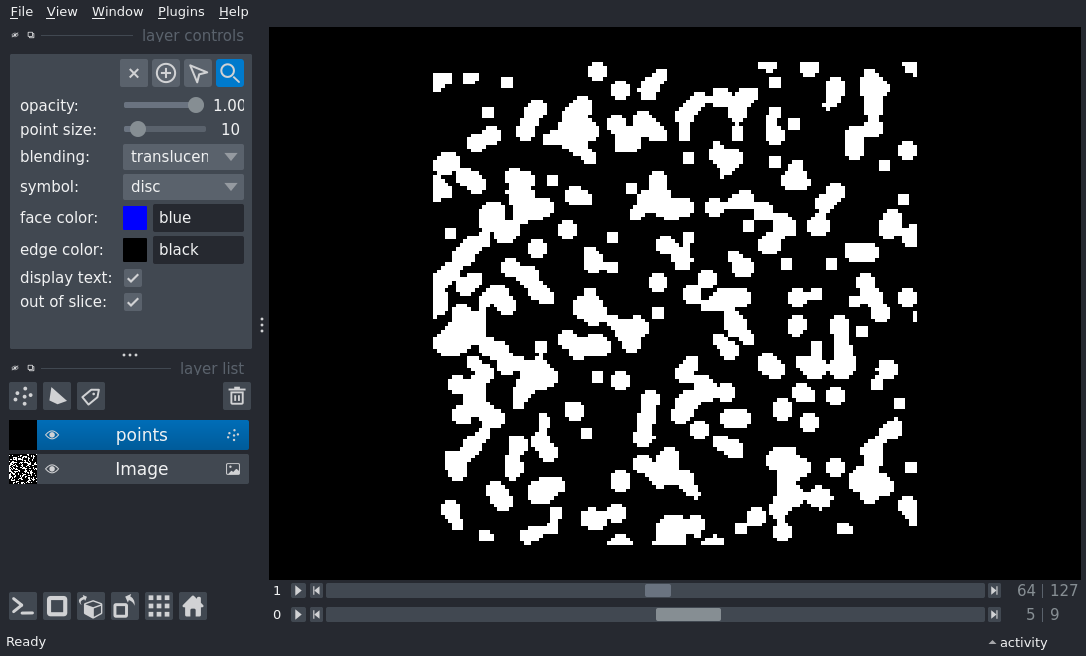 File View Window Plugins Help
layer controls
opacity: 1.00
point size: 10
blending: translucen
symbol: disc
face color: blue
edge color: black
display text:
out of slice:
layer list
points
Image
1 64 127
0 5 9
Ready activity